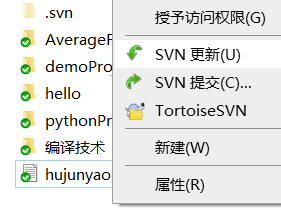 .svn
AverageF
demoProj
hello
pythonPr
编译技术
hujunyao
授予访问权限(G)
SVN 更新(U)
SVN 提交(C)...
TortoiseSVN
新建(W)
属性(R)